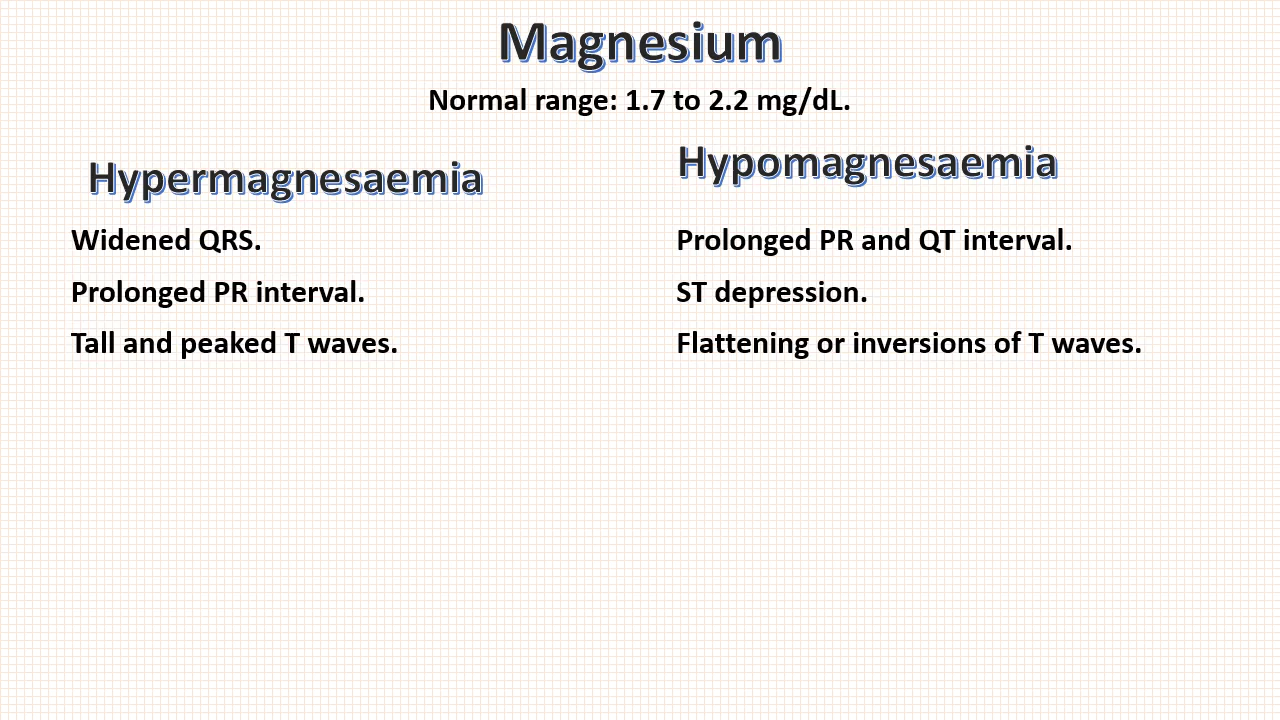 Magnesium
Normal range: 1.7 to 2.2 mg/dL.
Hypermagnesaemia
Widened QRS.
Prolonged PR interval.
Tall and peaked T waves.
Hypomagnesaemia
Prolonged PR and QT interval.
ST depression.
Flattening or inversions of T waves.